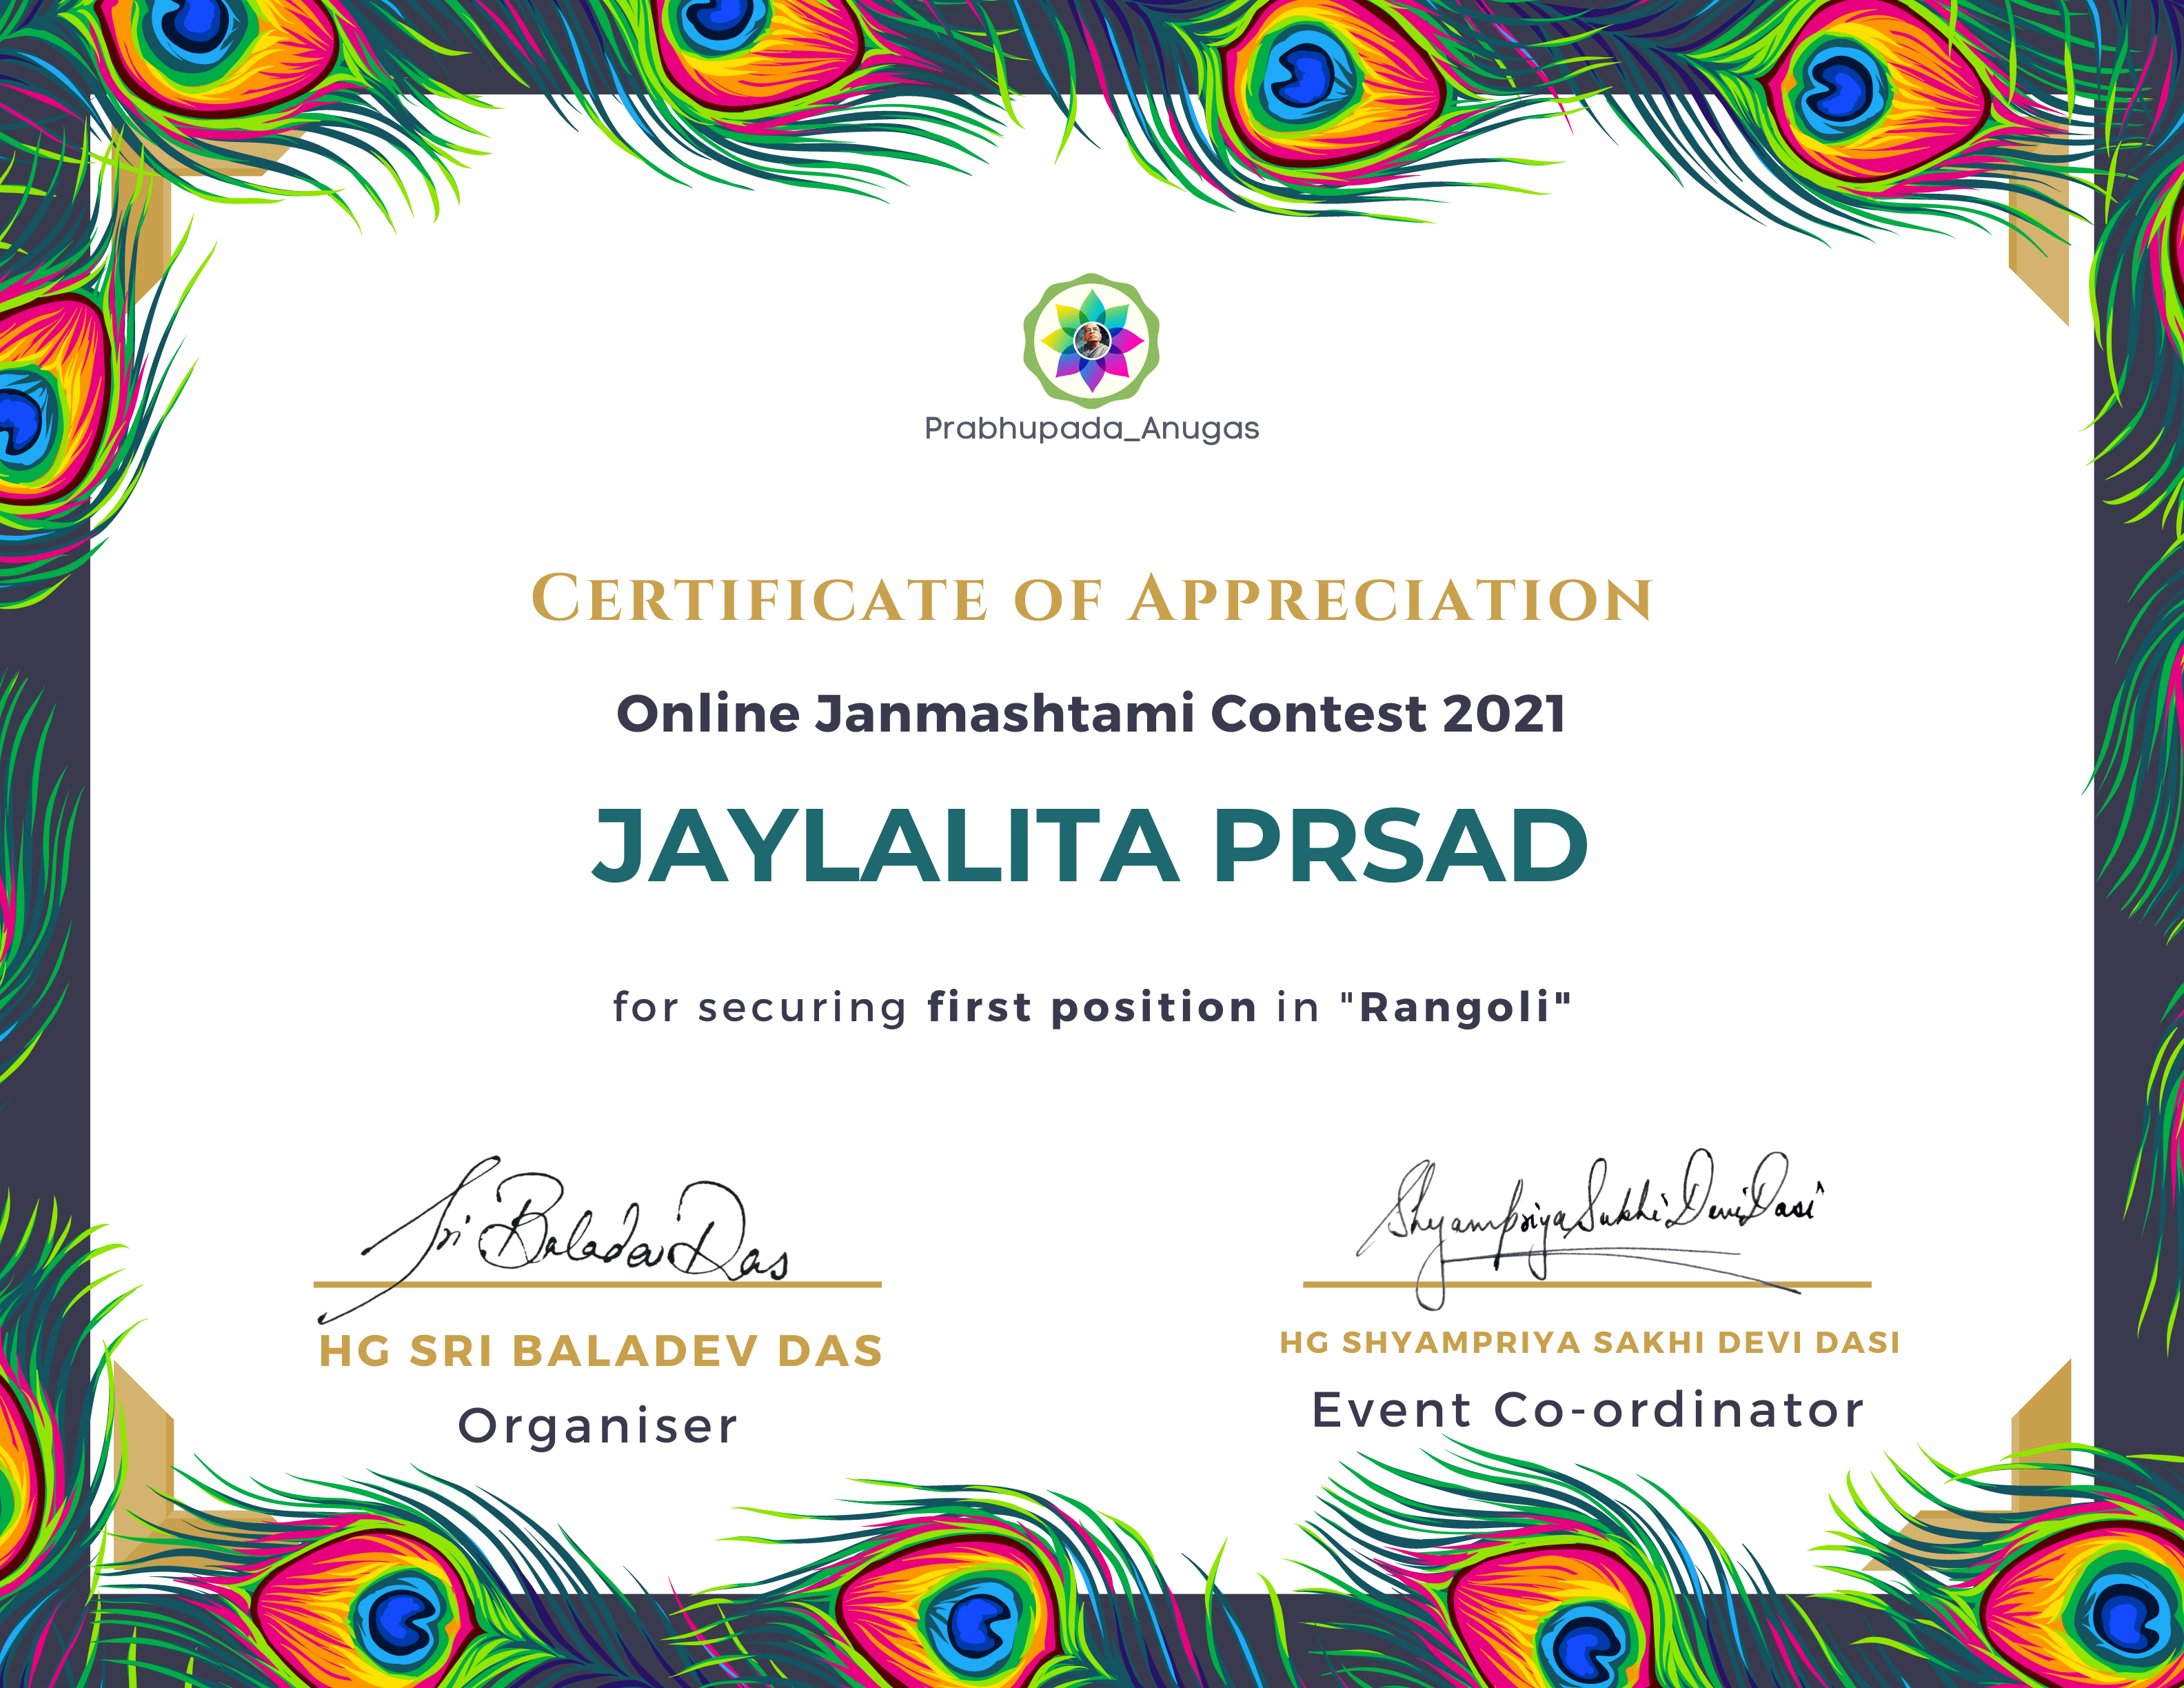 Prabhupada_Anugas
Certificate of Appreciation
Online Janmashtami Contest 2021
JAYLALITA PRSAD
for securing first position in "Rangoli"
Sri Baladev Das
Shyampriya Sakhi Devi Dasi
HG SRI BALADEV DAS
HG SHYAMPRIYA SAKHI DEVI DASI
Organiser
Event Co-ordinator